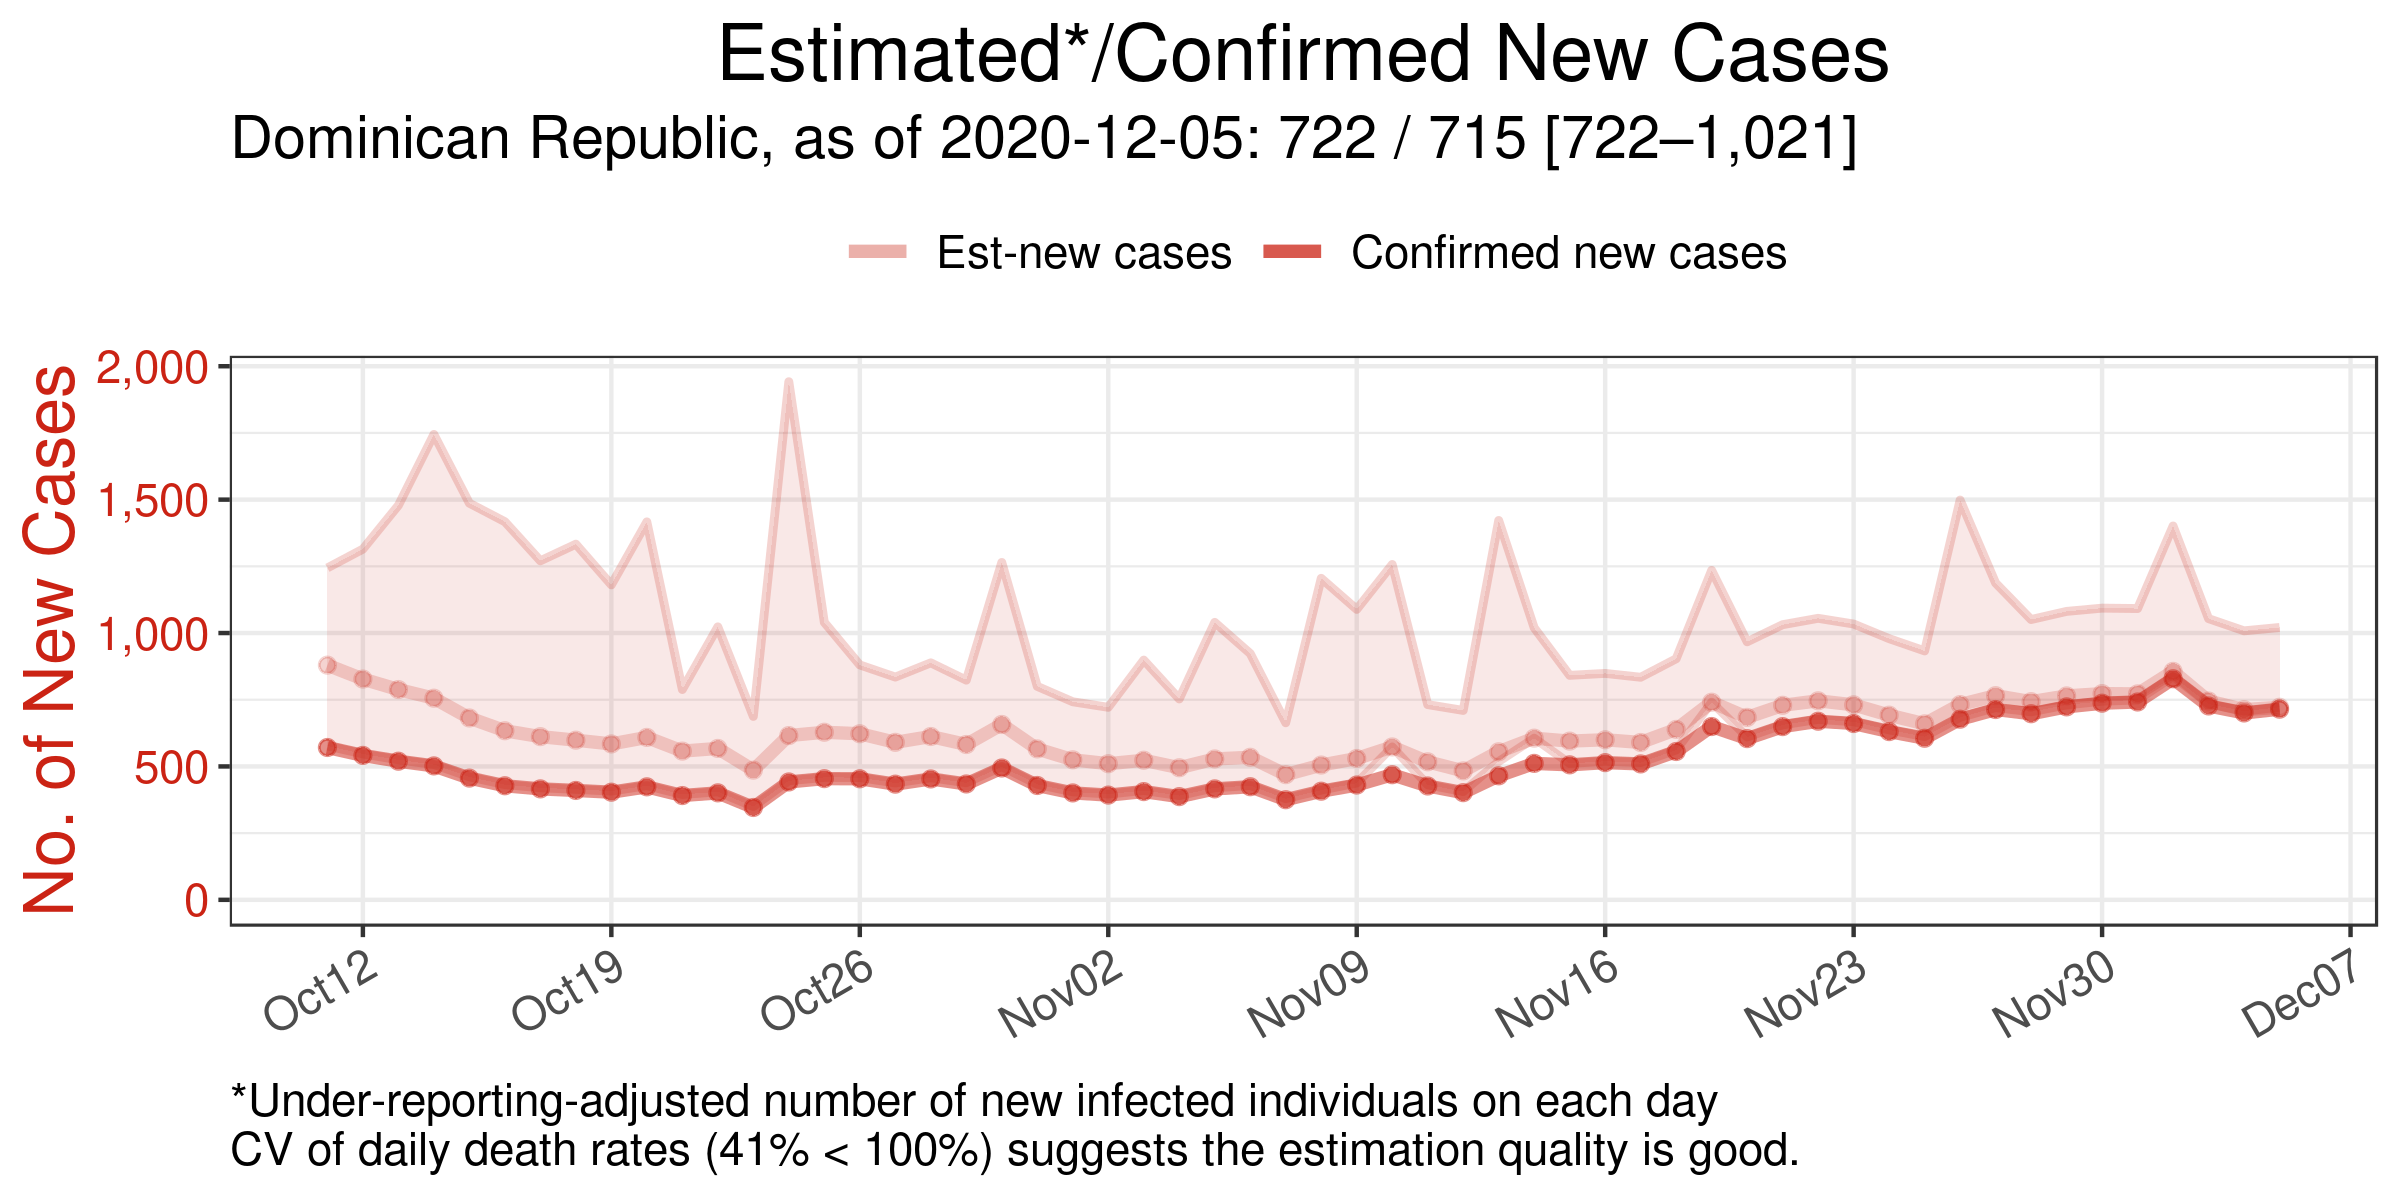 Estimated*/Confirmed New Cases
Dominican Republic, as of 2020-12-05: 722 / 715 [722–1,021]
Est-new cases Confirmed new cases
No. of New Cases
2,000
1,500
1,000
500
0
Oct12 Oct19 Oct26 Nov02 Nov09 Nov16 Nov23 Nov30 Dec07
*Under-reporting-adjusted number of new infected individuals on each day
CV of daily death rates (41% < 100%) suggests the estimation quality is good.